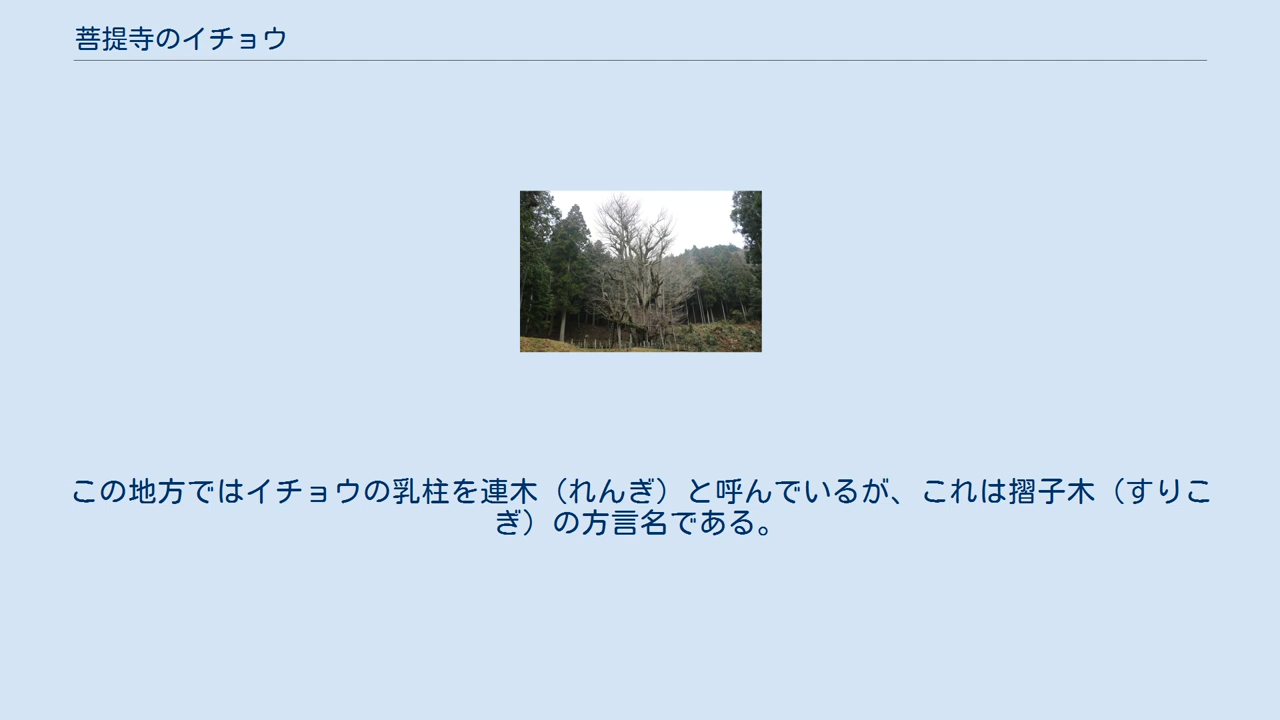 菩提寺のイチョウ
この地方ではイチョウの乳柱を連木（れんぎ）と呼んでいるが、これは摺子木（すりこ
ぎ）の方言名である。